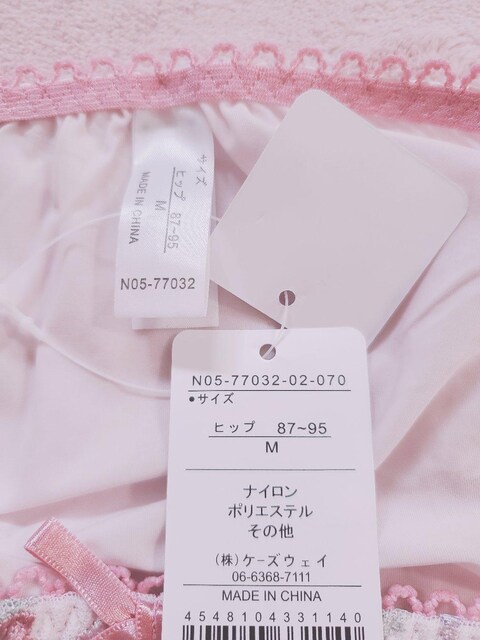 サイズ
ヒップ 87~95
M
MADE IN CHINA
N05-77032
N05-77032-02-070
•サイズ
ヒップ 87~95
M
ナイロン
ポリエステル
その他
(株)ケーズウェイ
06-6368-7111
MADE IN CHINA
4548104331140